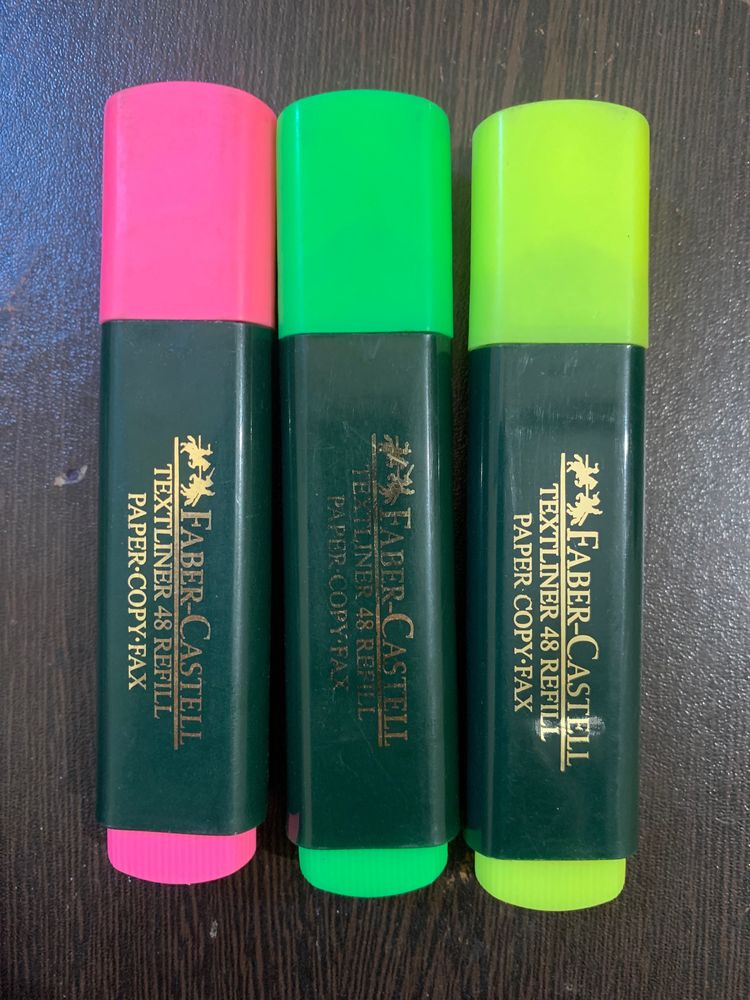 FABER-CASTELL
TEXTLINER 48 REFILL
PAPER·COPY·FAX
FABER-CASTELL
TEXTLINER 48 REFILL
PAPER COPY·FAX
FABER-CASTELL
TEXTLINER 48 REFILL
PAPER·COPY·FAX